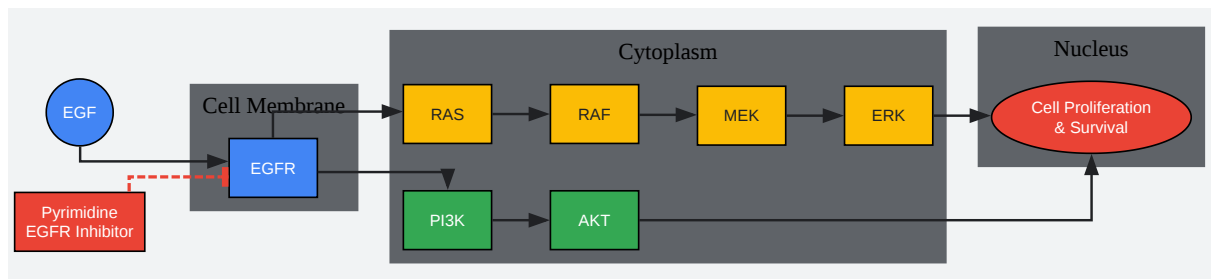 EGF
Pyrimidine
EGFR Inhibitor
Cell Membrane
EGFR
Cytoplasm
RAS
RAF
MEK
ERK
PI3K
AKT
Nucleus
Cell Proliferation
& Survival